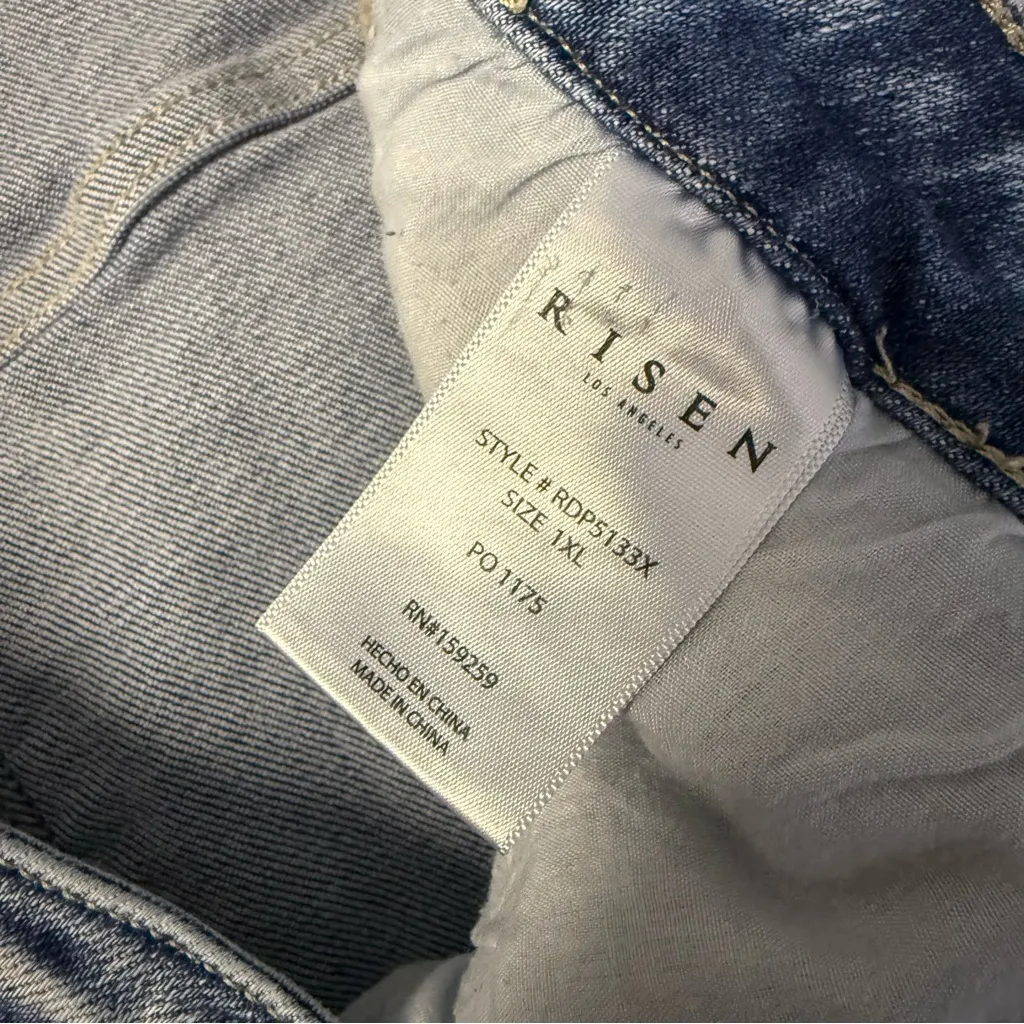 RISEN
LOS ANGELES
STYLE # RDP5133X
SIZE 1XL
PO 1175
RN#159259
HECHO EN CHINA
MADE IN CHINA